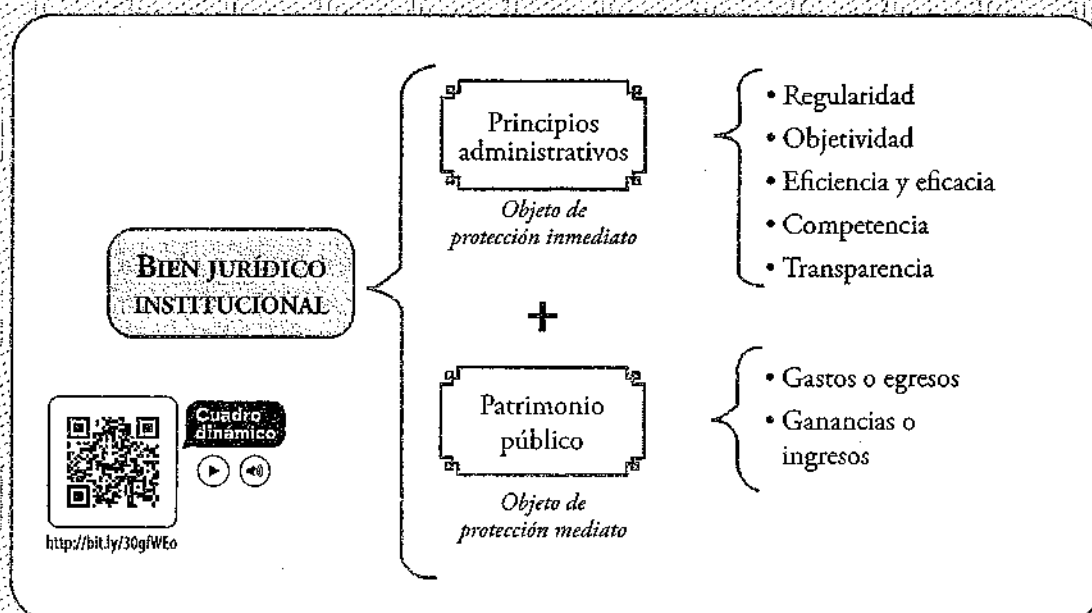 BIEN JURÍDICO
INSTITUCIONAL
Principios
administrativos
Objeto de
protección inmediato
• Regularidad
• Objetividad
• Eficiencia y eficacia
• Competencia
• Transparencia
+
Patrimonio
público
Objeto de
protección mediato
• Gastos o egresos
• Ganancias o
ingresos
Cuadro
dinámico
http://bit.ly/30gfWEo